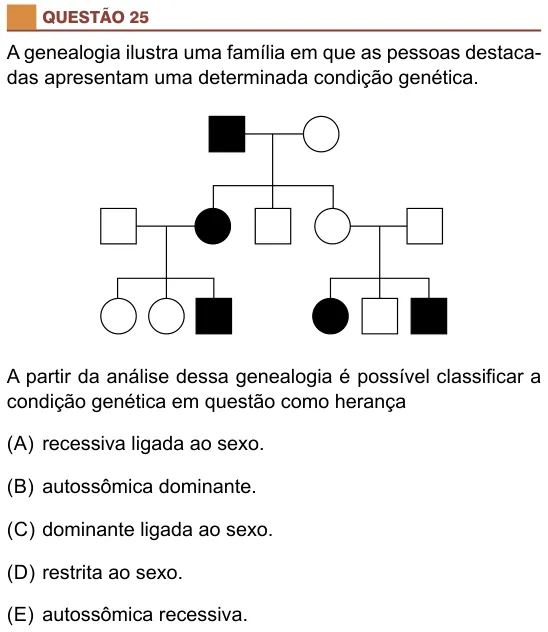 QUESTÃO 25
A genealogia ilustra uma família em que as pessoas destaca-
das apresentam uma determinada condição genética.
A partir da análise dessa genealogia é possível classificar a
condição genética em questão como herança
(A) recessiva ligada ao sexo.
(B) autossômica dominante.
(C) dominante ligada ao sexo.
(D) restrita ao sexo.
(E) autossômica recessiva.